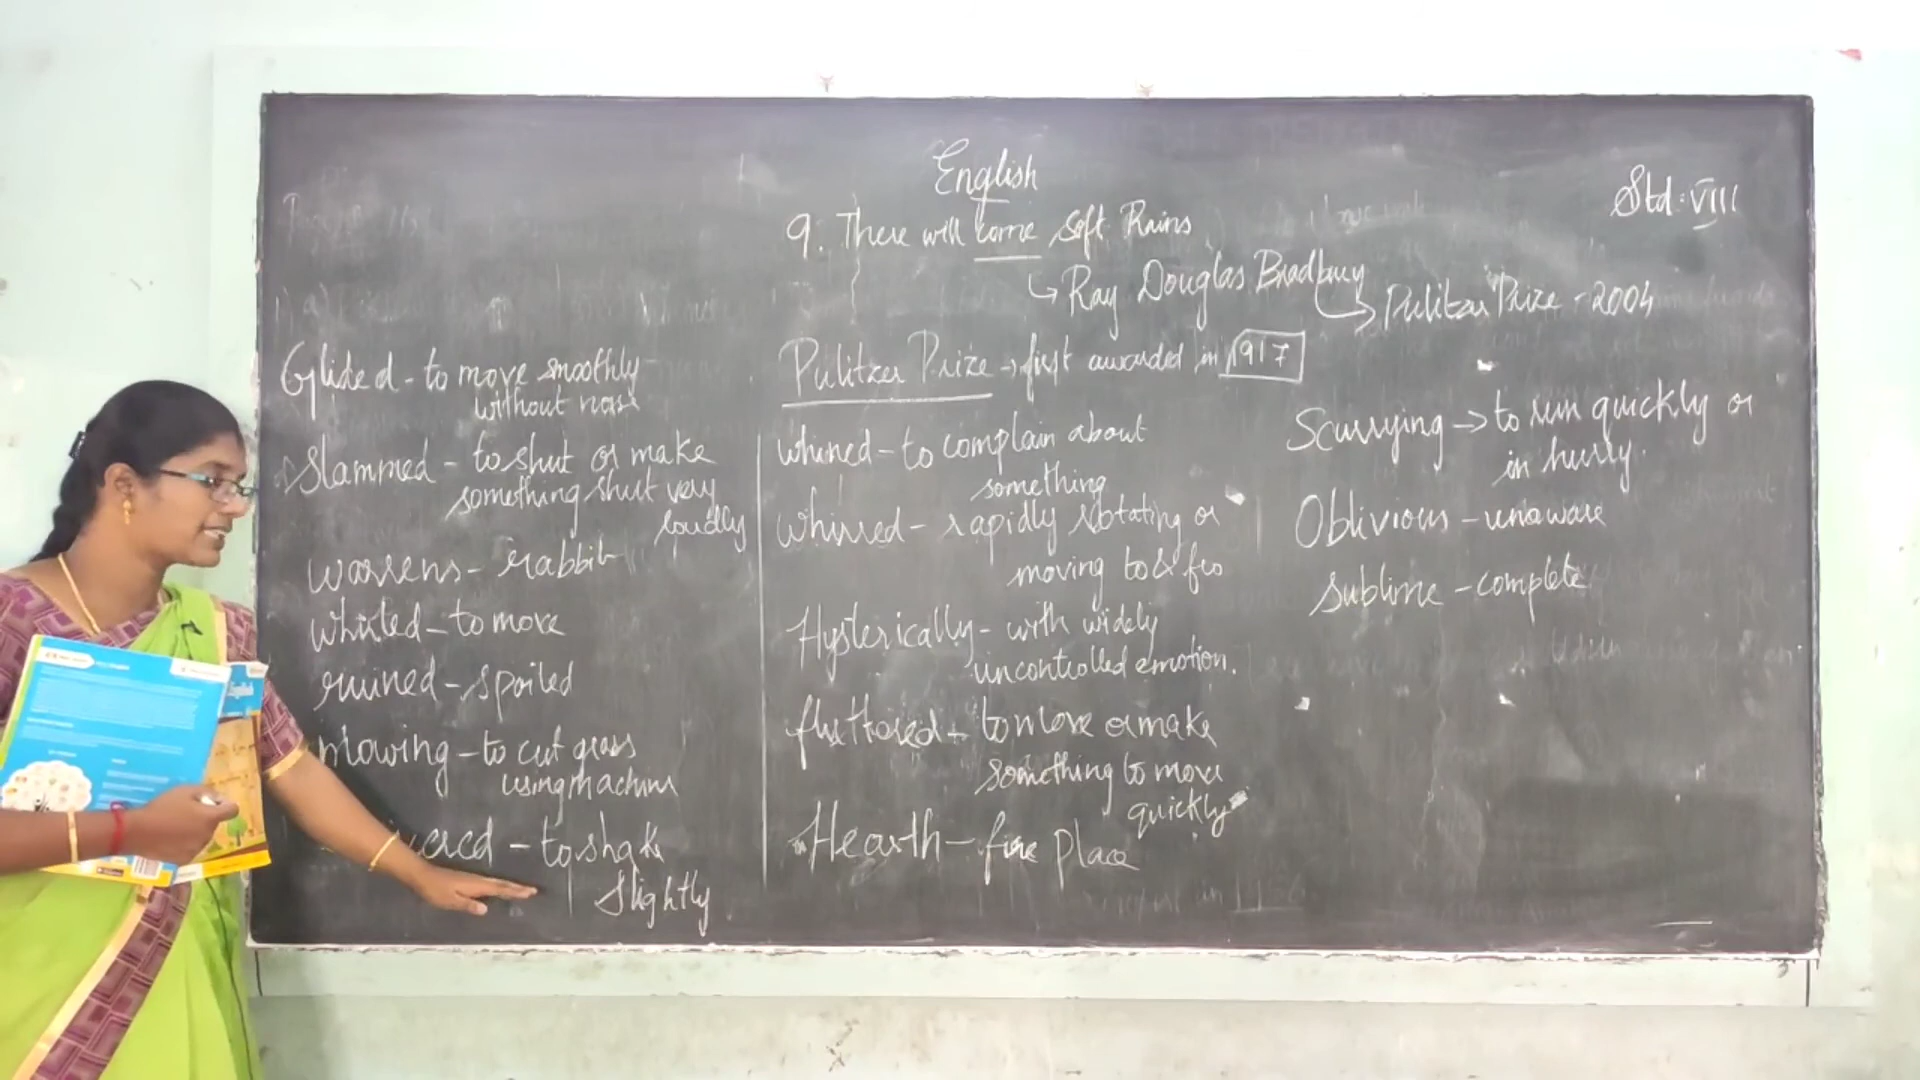 English
Std: VIII
9. There will come soft Rains
Ray Douglas Bradbury
Pulitzer Prize - 2004
Glided - to move smoothly
without noise
Slammed - to shut or make
something shut very
loudly
warrens - rabbit
whirled - to move
ruined - spoiled
Mowing - to cut grass
using machine
- to shake
slightly
Pulitzer Prize → first awarded in 1917
Whined - to complain about
something
Whirred - rapidly rotating or
moving to & fro
Hysterically - with widely
uncontrolled emotion.
fluttered - to move or make
something to move
quickly
Hearth - fire place
Scurrying → to run quickly or
in hurry.
Oblivious - unaware
sublime - complete